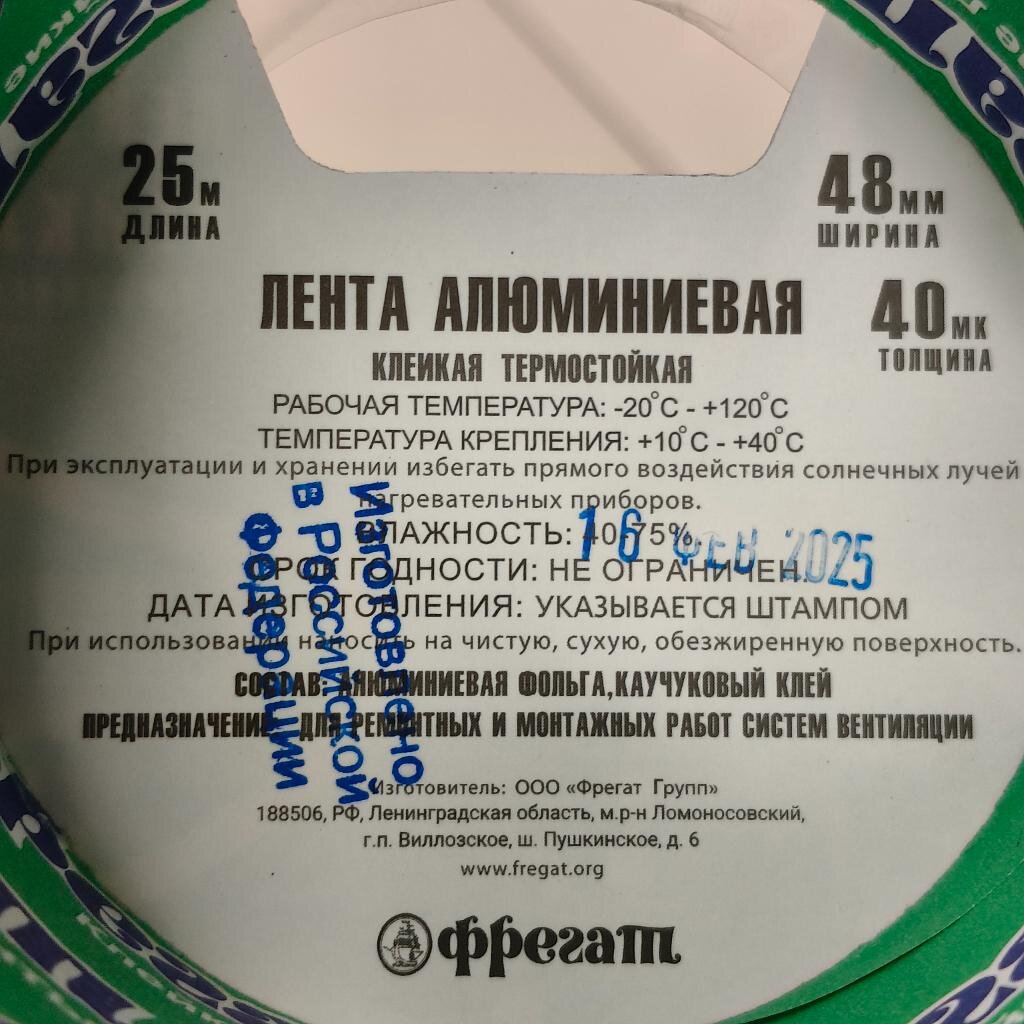 25м
ДЛИНА
48мм
ШИРИНА
ЛЕНТА АЛЮМИНИЕВАЯ
40мк
ТОЛЩИНА
КЛЕЙКАЯ ТЕРМОСТОЙКАЯ
РАБОЧАЯ ТЕМПЕРАТУРА: -20°С - +120°С
ТЕМПЕРАТУРА КРЕПЛЕНИЯ: +10°С - +40°С
При эксплуатации и хранении избегать прямого воздействия солнечных лучей
нагревательных приборов.
ВЛАЖНОСТЬ: 40-75%.
16 ФЕВ 2025
СРОК ГОДНОСТИ: НЕ ОГРАНИЧЕН.
ДАТА ИЗГОТОВЛЕНИЯ: УКАЗЫВАЕТСЯ ШТАМПОМ
При использовании наносить на чистую, сухую, обезжиренную поверхность.
СОСТАВ: АЛЮМИНИЕВАЯ ФОЛЬГА,КАУЧУКОВЫЙ КЛЕЙ
ПРЕДНАЗНАЧЕНИЕ: ДЛЯ РЕМОНТНЫХ И МОНТАЖНЫХ РАБОТ СИСТЕМ ВЕНТИЛЯЦИИ
Изготовлено
в Российской
Федерации
Изготовитель: ООО «Фрегат Групп»
188506, РФ, Ленинградская область, м.р-н Ломоносовский,
г.п. Виллозское, ш. Пушкинское, д. 6
www.fregat.org
фрегат